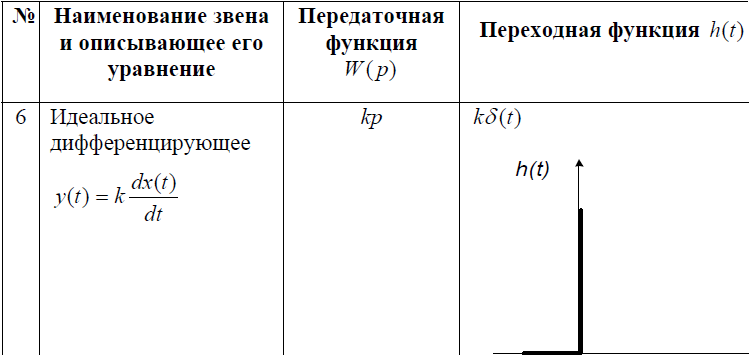 №
Наименование звена
и описывающее его
уравнение
Передаточная
функция
W(p)
Переходная функция h(t)
6
Идеальное
дифференцирующее
y(t) = k dx(t)/dt
kp
kδ(t)
h(t)